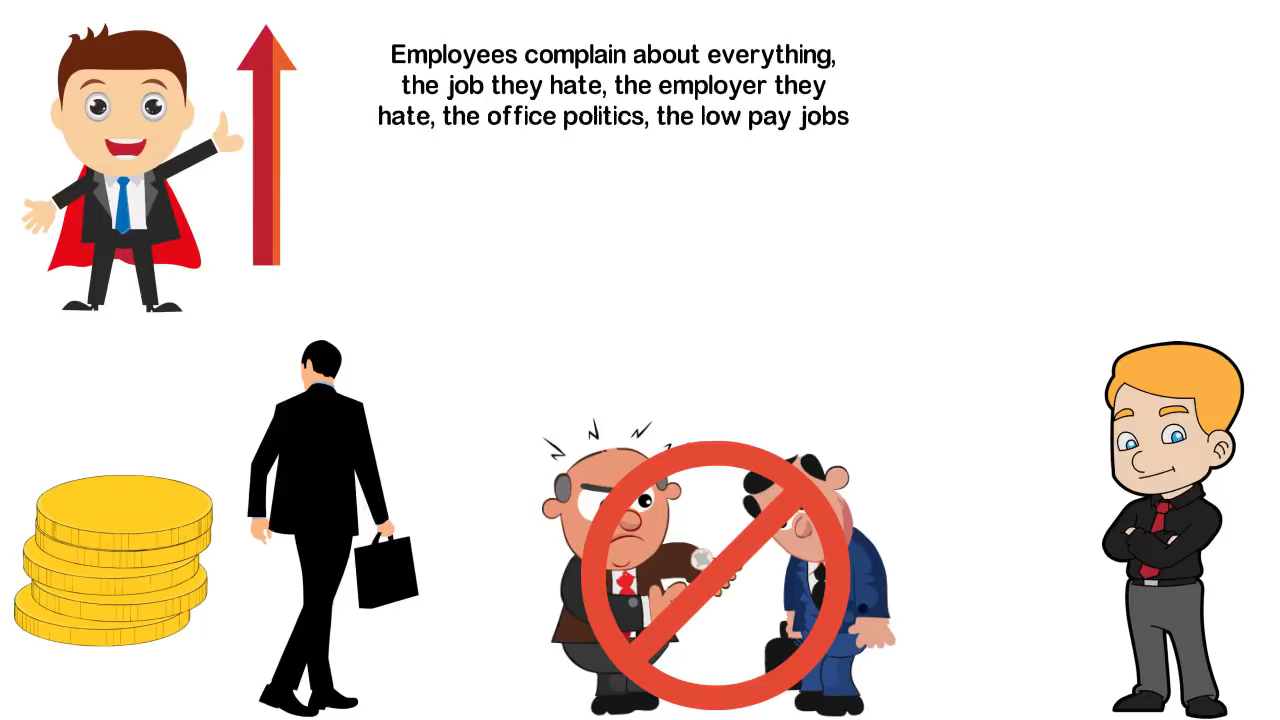 Employees complain about everything,
the job they hate, the employer they
hate, the office politics, the low pay jobs